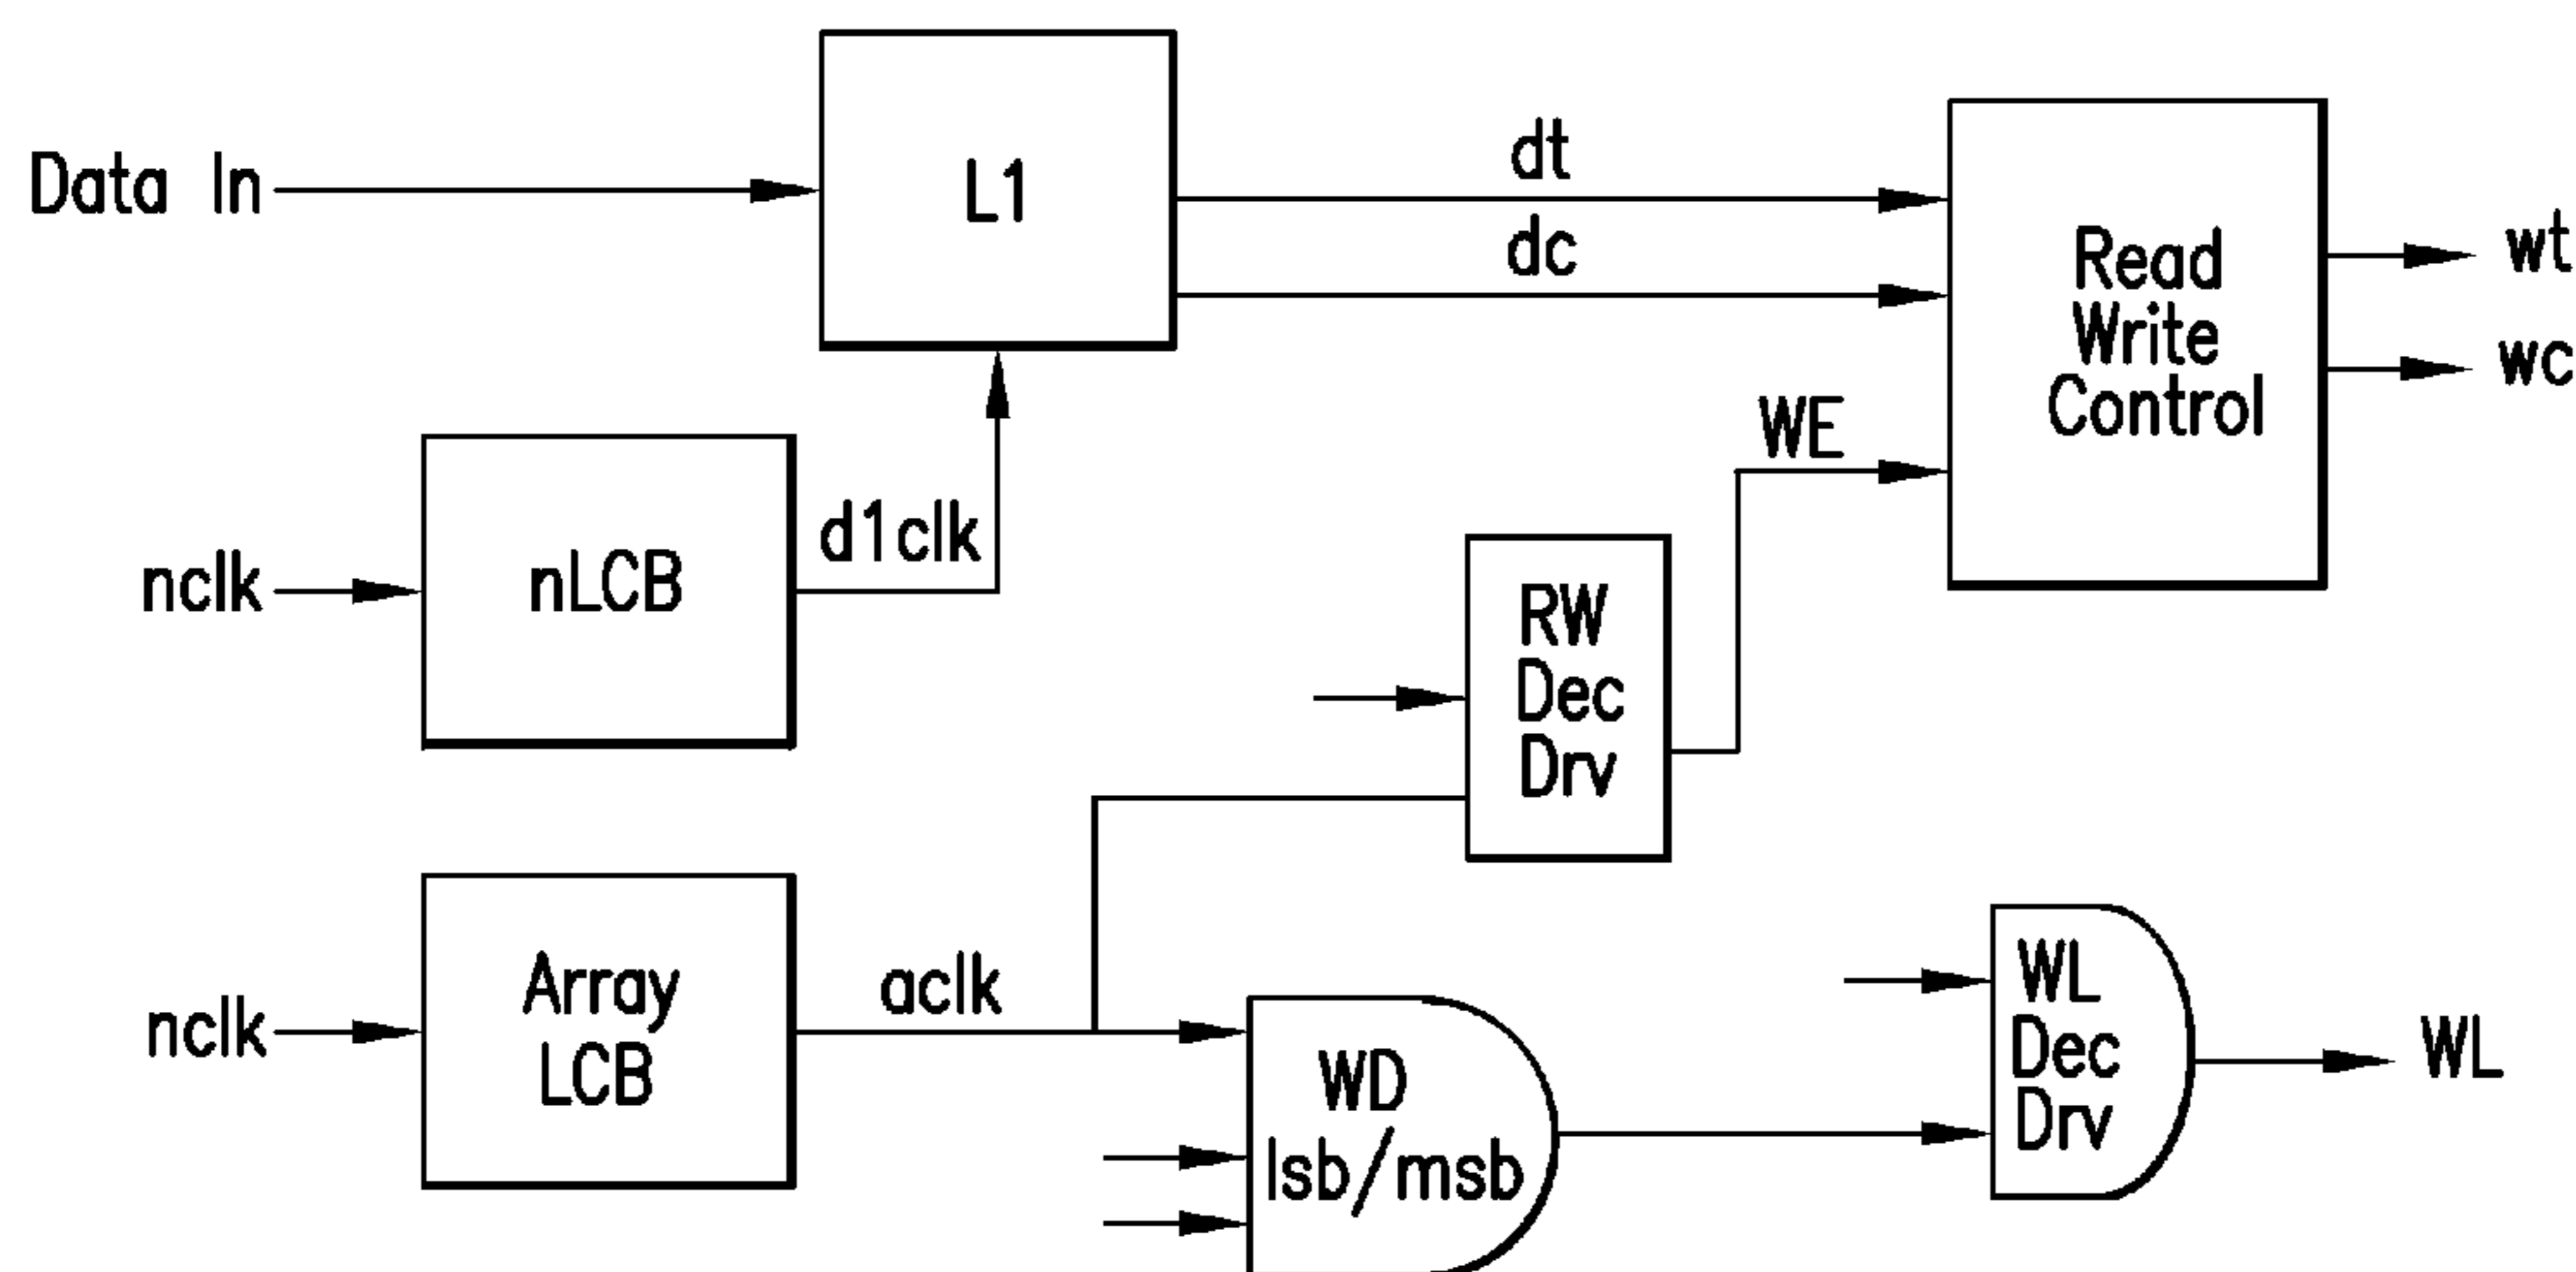 Data In
L1
dt
dc
Read
Write
Control
wt
wc
WE
nclk
nLCB
d1clk
RW
Dec
Drv
nclk
Array
LCB
aclk
WD
lsb/msb
WL
Dec
Drv
WL